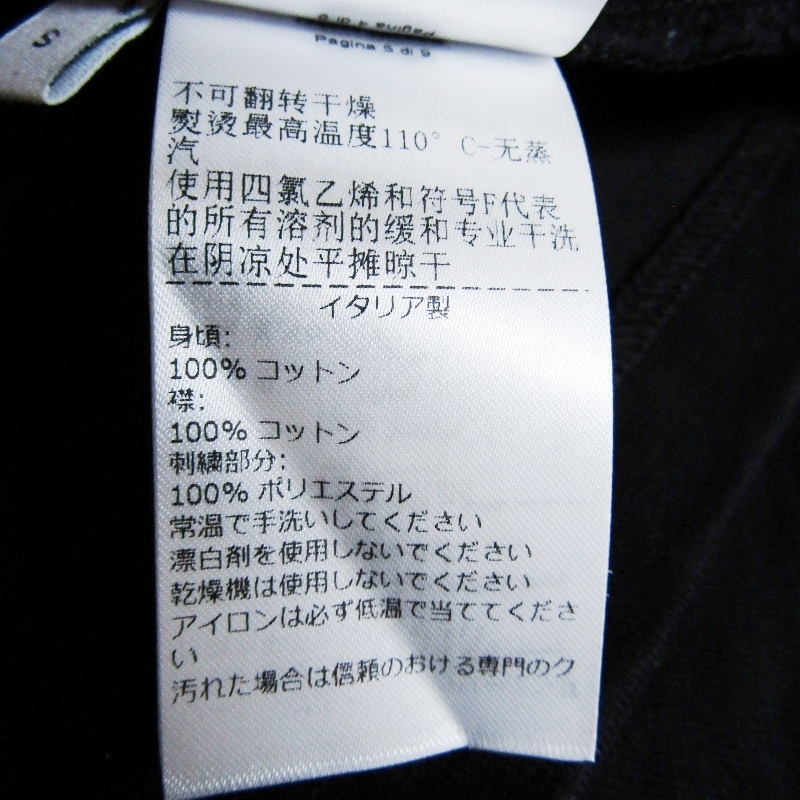 S
Pagina 4 di 9
Pagina 5 di 9
不可翻转干燥
熨烫最高温度110° C-无蒸
汽
使用四氯乙烯和符号F代表
的所有溶剂的缓和专业干洗
在阴凉处平摊晾干
イタリア製
身頃:
100% コットン
襟:
100% コットン
刺繍部分:
100% ポリエステル
常温で手洗いしてください
漂白剤を使用しないでください
乾燥機は使用しないでください
アイロンは必ず低温で当ててくださ
い
汚れた場合は信頼のおける専門のク